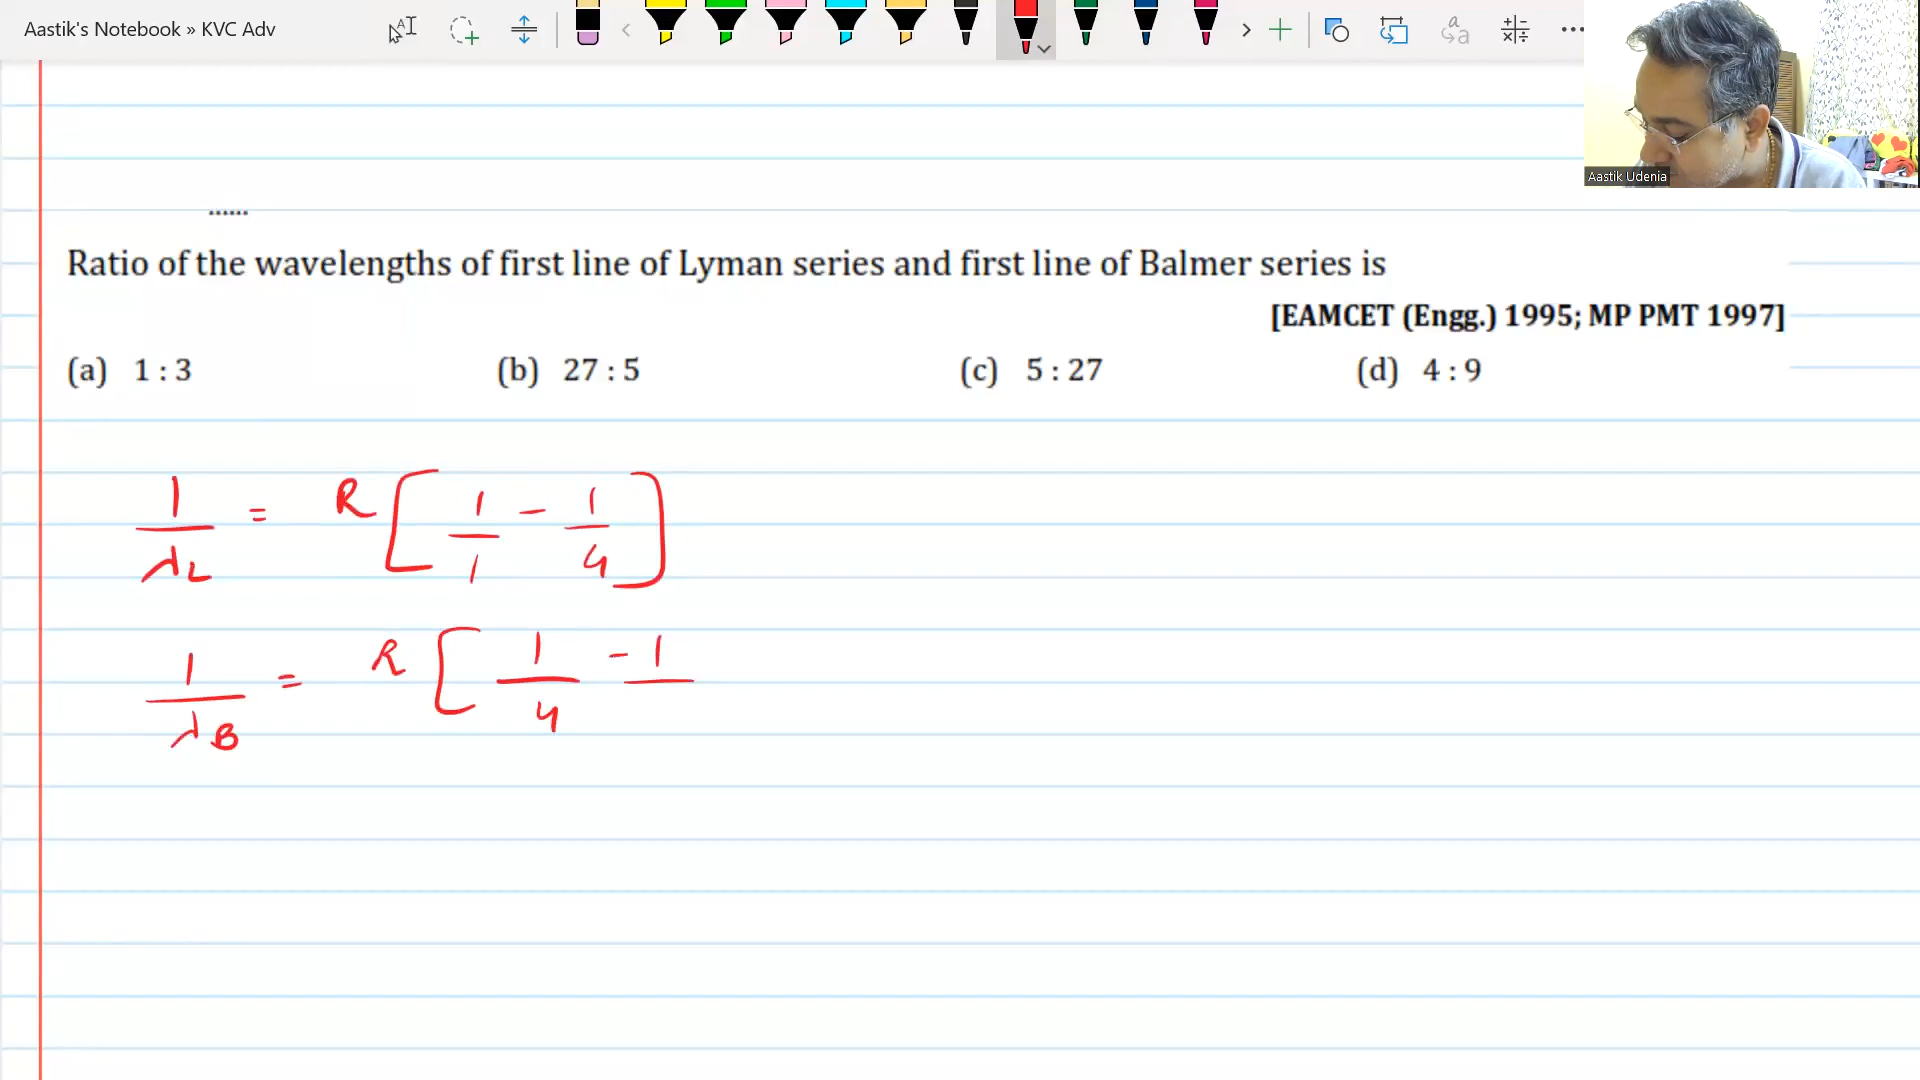 Aastik's Notebook » KVC Adv
Aastik Udenia
......
Ratio of the wavelengths of first line of Lyman series and first line of Balmer series is
[EAMCET (Engg.) 1995; MP PMT 1997]
(a) 1 : 3 (b) 27 : 5 (c) 5 : 27 (d) 4 : 9
1/λL = R [ 1/1 - 1/4 ]
1/λB = R [ 1/4 - 1/